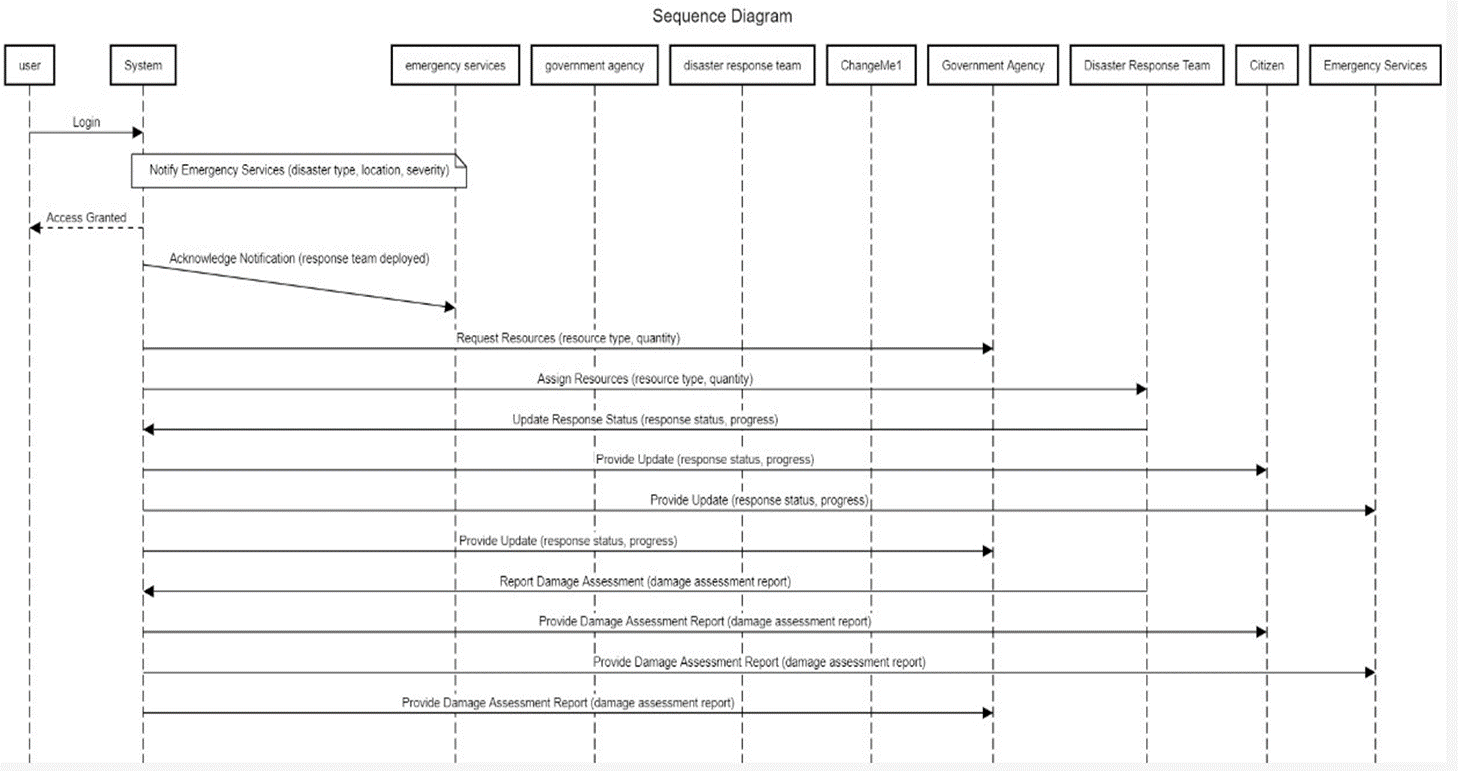 Sequence Diagram
user
System
emergency services
government agency
disaster response team
ChangeMe1
Government Agency
Disaster Response Team
Citizen
Emergency Services
Login
Notify Emergency Services (disaster type, location, severity)
Access Granted
Acknowledge Notification (response team deployed)
Request Resources (resource type, quantity)
Assign Resources (resource type, quantity)
Update Response Status (response status, progress)
Provide Update (response status, progress)
Provide Update (response status, progress)
Provide Update (response status, progress)
Report Damage Assessment (damage assessment report)
Provide Damage Assessment Report (damage assessment report)
Provide Damage Assessment Report (damage assessment report)
Provide Damage Assessment Report (damage assessment report)